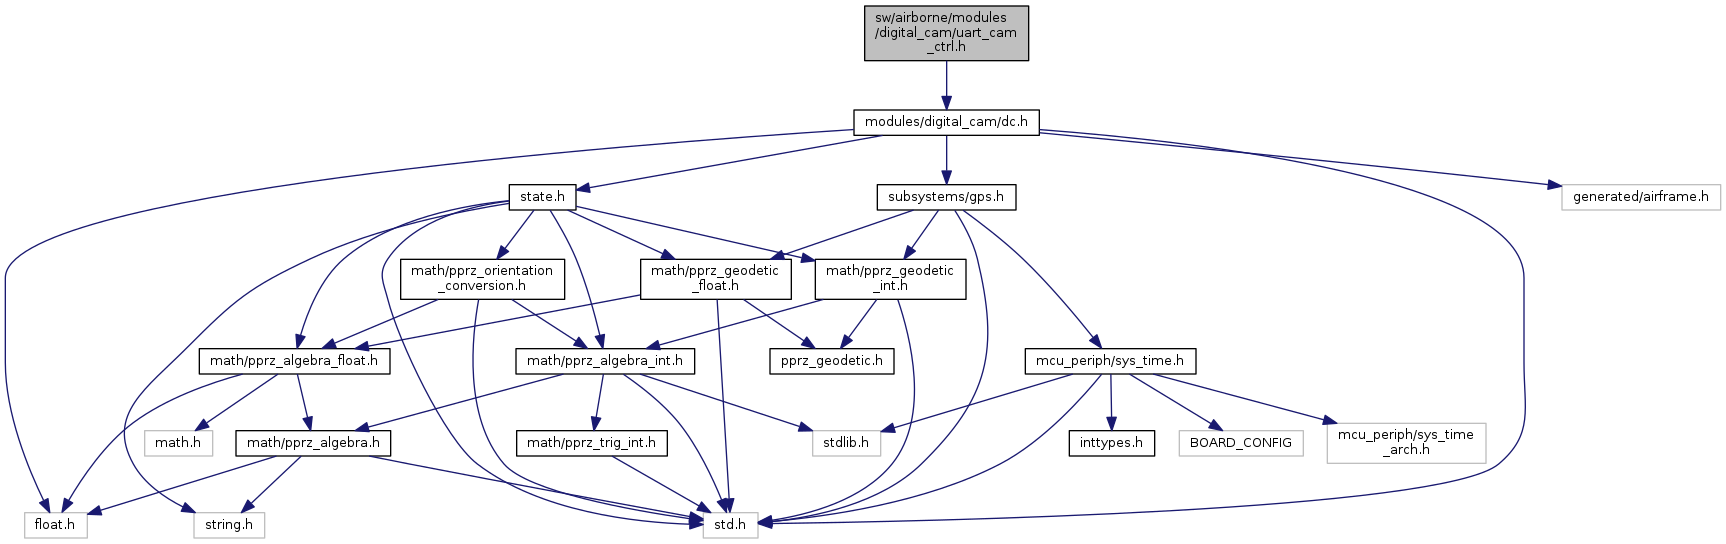 sw/airborne/modules
/digital_cam/uart_cam
_ctrl.h
modules/digital_cam/dc.h
state.h
subsystems/gps.h
generated/airframe.h
math/pprz_orientation
_conversion.h
math/pprz_geodetic
_float.h
math/pprz_geodetic
_int.h
math/pprz_algebra_float.h
math/pprz_algebra_int.h
pprz_geodetic.h
mcu_periph/sys_time.h
math.h
math/pprz_algebra.h
math/pprz_trig_int.h
stdlib.h
inttypes.h
BOARD_CONFIG
mcu_periph/sys_time
_arch.h
float.h
string.h
std.h